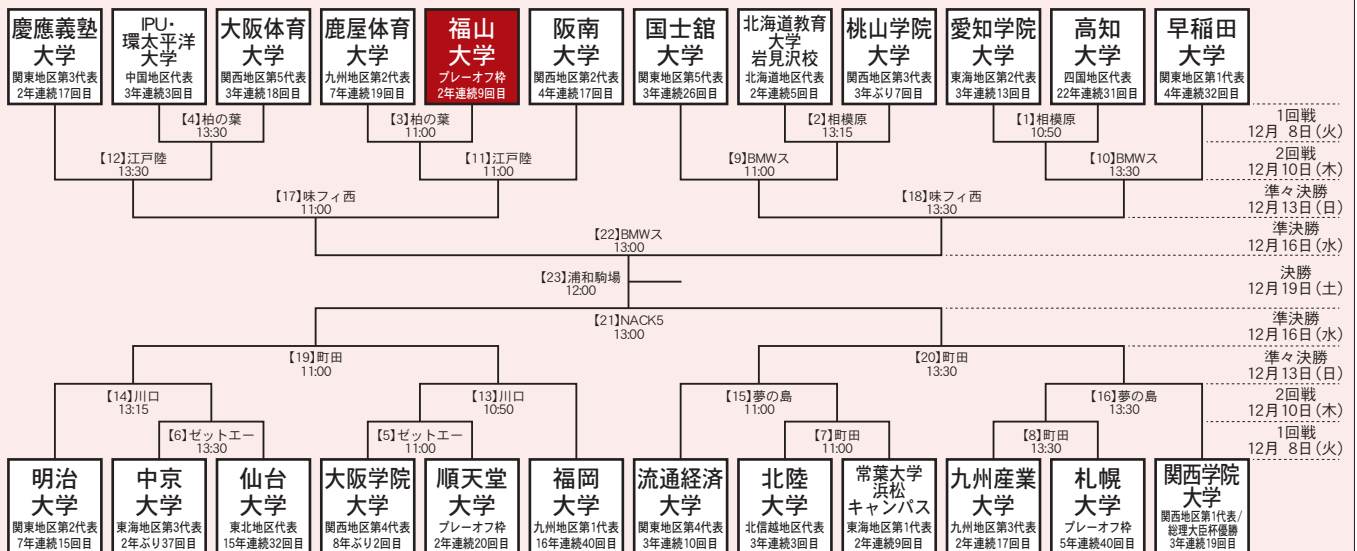 慶應義塾
大学
関東地区第3代表
2年連続17回目
IPU・
環太平洋
大学
中国地区代表
3年連続3回目
大阪体育
大学
関西地区第5代表
3年連続18回目
鹿屋体育
大学
九州地区第2代表
7年連続19回目
福山
大学
プレーオフ枠
2年連続9回目
阪南
大学
関西地区第2代表
4年連続17回目
国士舘
大学
関東地区第5代表
3年連続26回目
北海道教育
大学
岩見沢校
北海道地区代表
2年連続5回目
桃山学院
大学
関西地区第3代表
3年ぶり7回目
愛知学院
大学
東海地区第2代表
3年連続13回目
高知
大学
四国地区代表
22年連続31回目
早稲田
大学
関東地区第1代表
4年連続32回目
【4】柏の葉
13:30
【3】柏の葉
11:00
【2】相模原
13:15
【1】相模原
10:50
1回戦
12月 8日(火)
【12】江戸陸
13:30
【11】江戸陸
11:00
【9】BMWス
11:00
【10】BMWス
13:30
2回戦
12月10日(木)
【17】味フィ西
11:00
【18】味フィ西
13:30
準々決勝
12月13日(日)
【22】BMWス
13:00
準決勝
12月16日(水)
【23】浦和駒場
12:00
決勝
12月19日(土)
【21】NACK5
13:00
準決勝
12月16日(水)
【19】町田
11:00
【20】町田
13:30
準々決勝
12月13日(日)
【14】川口
13:15
【13】川口
10:50
【15】夢の島
11:00
【16】夢の島
13:30
2回戦
12月10日(木)
【6】ゼットエー
13:30
【5】ゼットエー
11:00
【7】町田
11:00
【8】町田
13:30
1回戦
12月 8日(火)
明治
大学
関東地区第2代表
7年連続15回目
中京
大学
東海地区第3代表
2年ぶり37回目
仙台
大学
東北地区代表
15年連続32回目
大阪学院
大学
関西地区第4代表
8年ぶり2回目
順天堂
大学
プレーオフ枠
2年連続20回目
福岡
大学
九州地区第1代表
16年連続40回目
流通経済
大学
関東地区第4代表
3年連続10回目
北陸
大学
北信越地区代表
3年連続3回目
常葉大学
浜松
キャンパス
東海地区第1代表
2年連続9回目
九州産業
大学
九州地区第3代表
2年連続17回目
札幌
大学
プレーオフ枠
5年連続40回目
関西学院
大学
関西地区第1代表/
総理大臣杯優勝
3年連続19回目